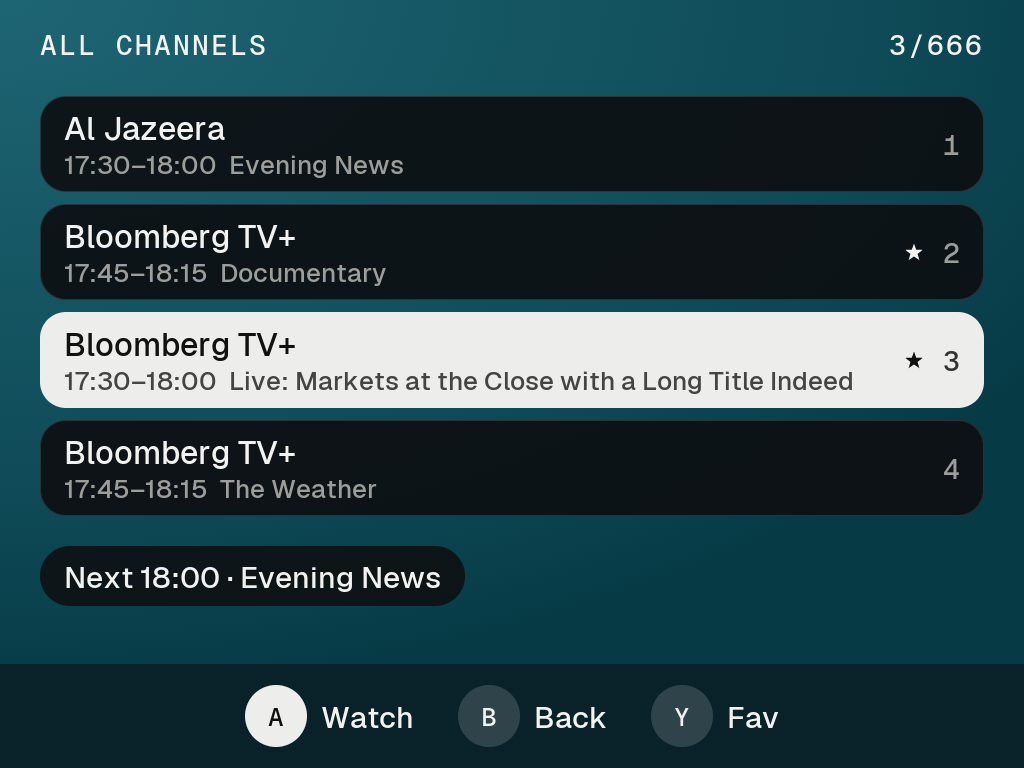 ALL CHANNELS
3/666
Al Jazeera
17:30–18:00 Evening News
1
Bloomberg TV+
17:45–18:15 Documentary
★ 2
Bloomberg TV+
17:30–18:00 Live: Markets at the Close with a Long Title Indeed
★ 3
Bloomberg TV+
17:45–18:15 The Weather
4
Next 18:00 · Evening News
A Watch
B Back
Y Fav